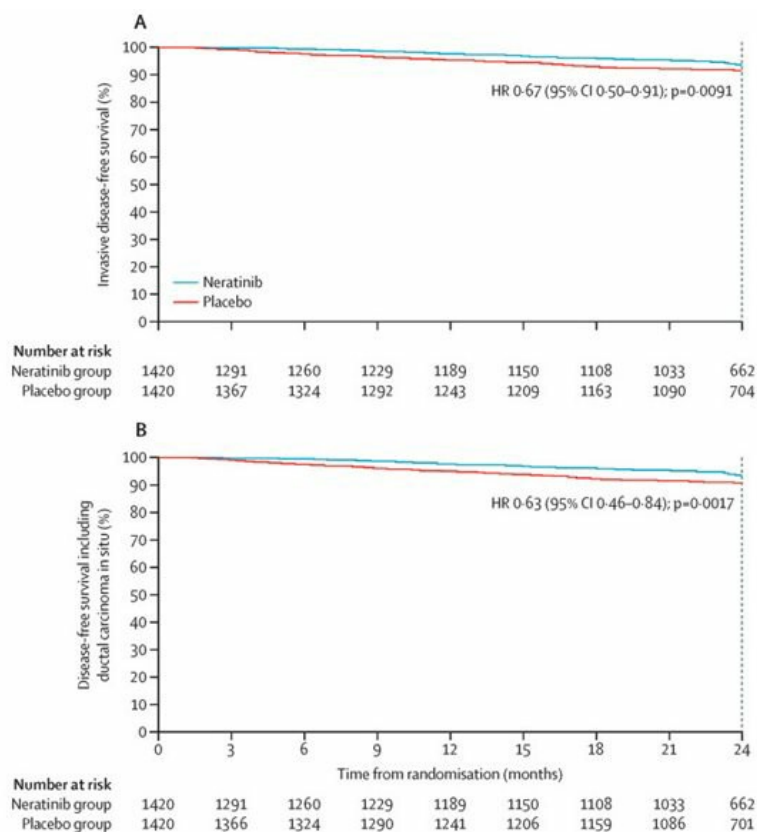 A
Invasive disease-free survival (%)
100
90
80
70
60
50
40
30
20
10
0
HR 0·67 (95% CI 0·50–0·91); p=0·0091
Neratinib
Placebo
Number at risk
Neratinib group 1420 1291 1260 1229 1189 1150 1108 1033 662
Placebo group 1420 1367 1324 1292 1243 1209 1163 1090 704
B
Disease-free survival including
ductal carcinoma in situ (%)
100
90
80
70
60
50
40
30
20
10
0
HR 0·63 (95% CI 0·46–0·84); p=0·0017
0 3 6 9 12 15 18 21 24
Time from randomisation (months)
Number at risk
Neratinib group 1420 1291 1260 1229 1189 1150 1108 1033 662
Placebo group 1420 1366 1324 1290 1241 1206 1159 1086 701